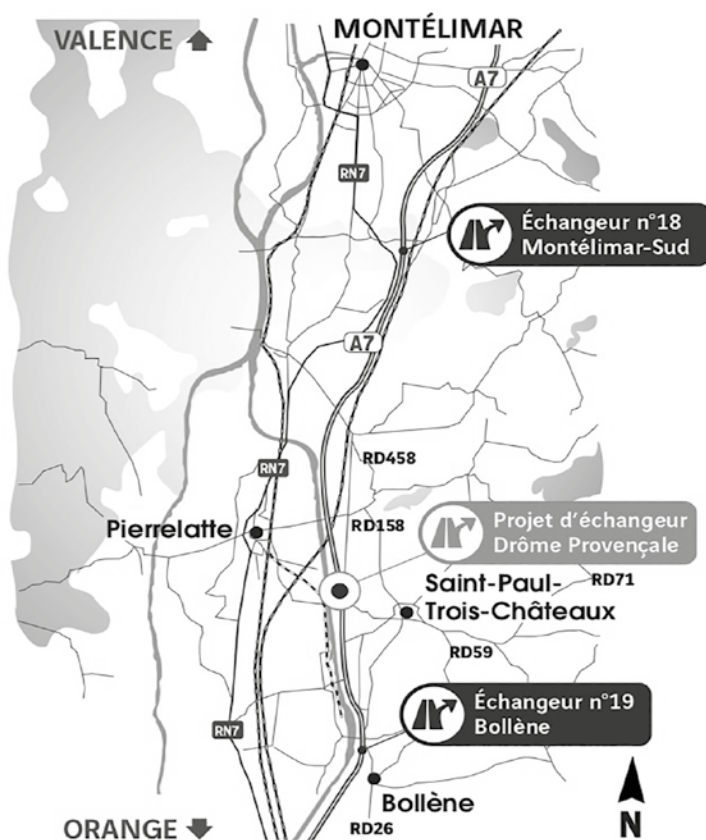 VALENCE
MONTÉLIMAR
A7
RN7
Échangeur n°18
Montélimar-Sud
A7
RD458
RN7
Pierrelatte
RD158
Projet d'échangeur
Drôme Provençale
Saint-Paul-
Trois-Châteaux
RD71
RD59
Échangeur n°19
Bollène
RN7
Bollène
ORANGE
RD26
N